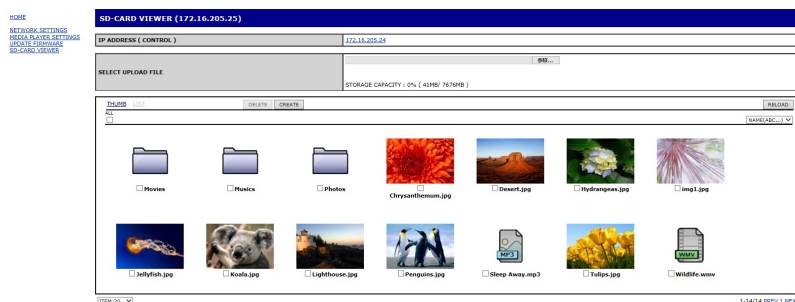 HOME
NETWORK SETTINGS
MEDIA PLAYER SETTINGS
UPDATE FIRMWARE
SD-CARD VIEWER
SD-CARD VIEWER (172.16.205.25)
IP ADDRESS ( CONTROL )
172.16.205.24
SELECT UPLOAD FILE
参照...
STORAGE CAPACITY : 0% ( 41MB/ 7676MB )
THUMB LIST DELETE CREATE RELOAD
ALL
NAME(ABC...)
Movies Musics Photos Chrysanthemum.jpg Desert.jpg Hydrangeas.jpg img1.jpg
MP3 WMV
Jellyfish.jpg Koala.jpg Lighthouse.jpg Penguins.jpg Sleep Away.mp3 Tulips.jpg Wildlife.wmv
ITEM:20
1-14/14 PREV 1 NEXT